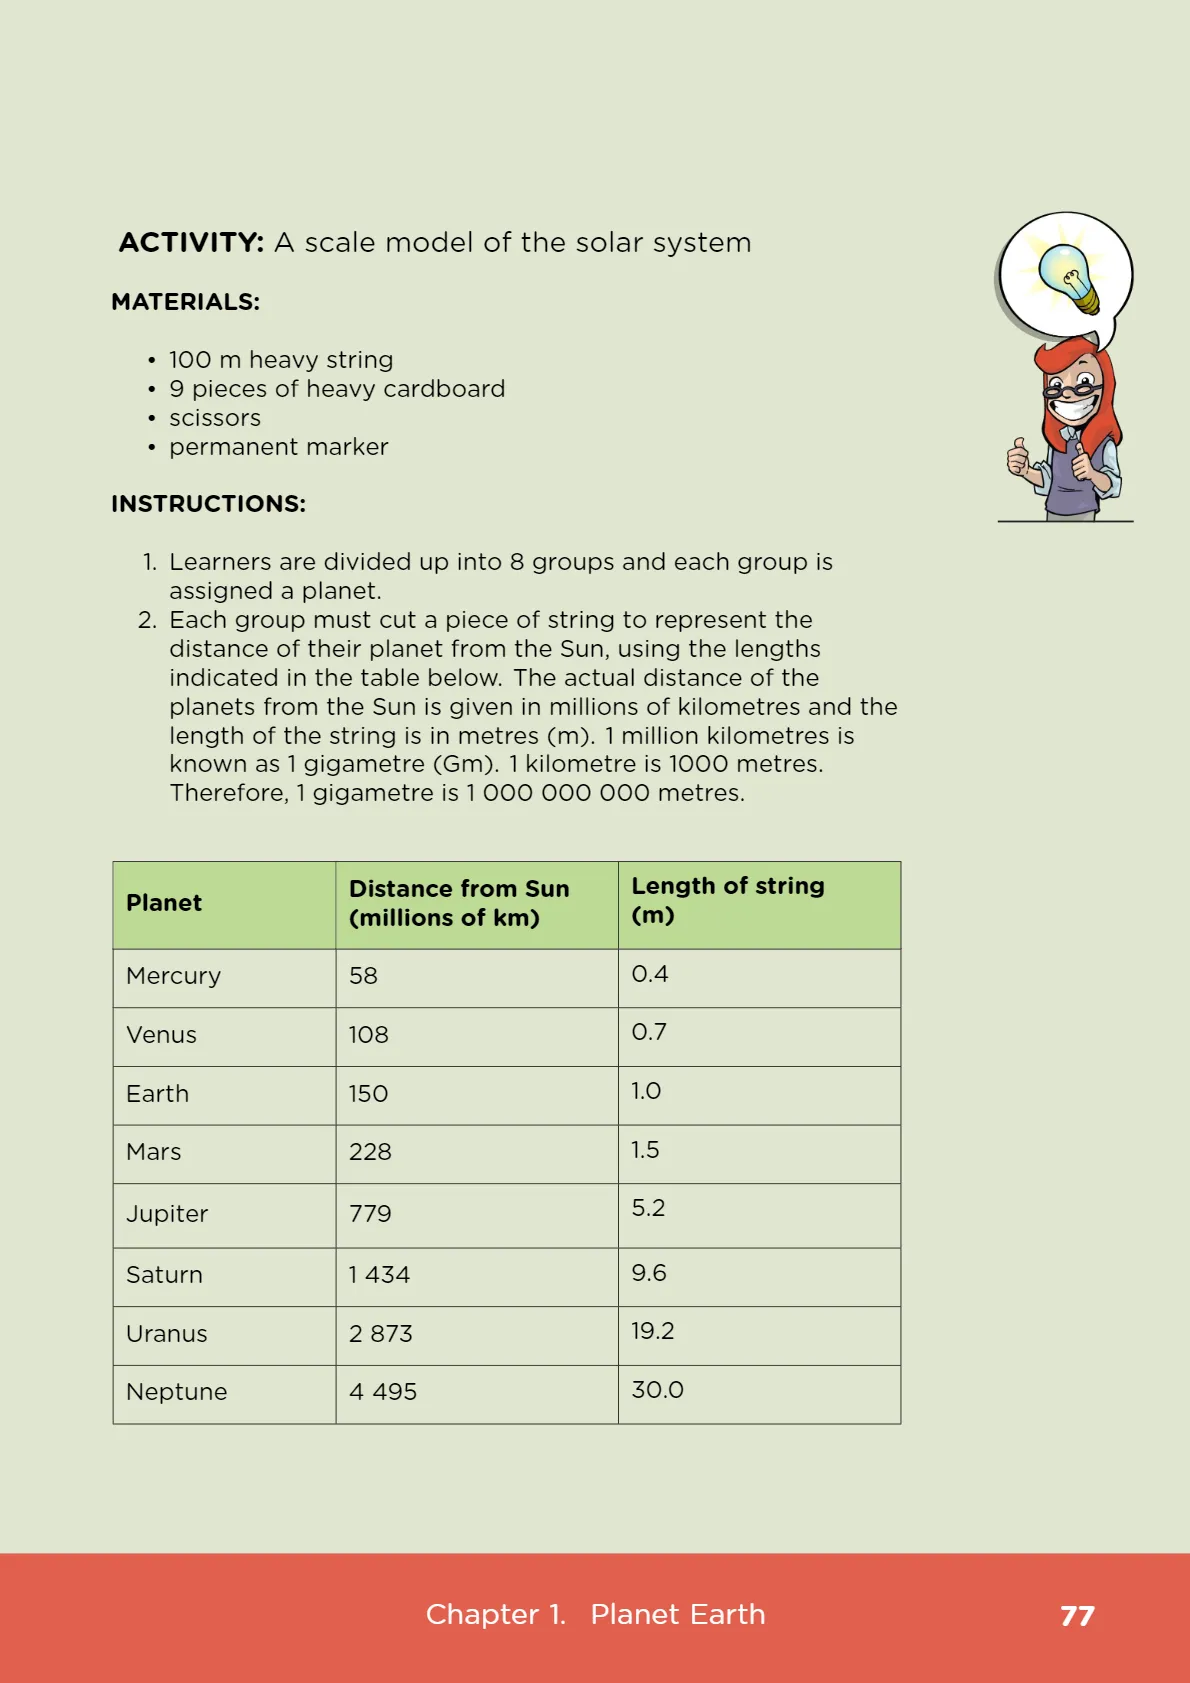 ACTIVITY: A scale model of the solar system
MATERIALS:
• 100 m heavy string
• 9 pieces of heavy cardboard
• scissors
• permanent marker
INSTRUCTIONS:
1. Learners are divided up into 8 groups and each group is
assigned a planet.
2. Each group must cut a piece of string to represent the
distance of their planet from the Sun, using the lengths
indicated in the table below. The actual distance of the
planets from the Sun is given in millions of kilometres and the
length of the string is in metres (m). 1 million kilometres is
known as 1 gigametre (Gm). 1 kilometre is 1000 metres.
Therefore, 1 gigametre is 1 000 000 000 metres.
Planet
Distance from Sun
(millions of km)
Length of string
(m)
Mercury 58 0.4
Venus 108 0.7
Earth 150 1.0
Mars 228 1.5
Jupiter 779 5.2
Saturn 1 434 9.6
Uranus 2 873 19.2
Neptune 4 495 30.0
Chapter 1. Planet Earth 77